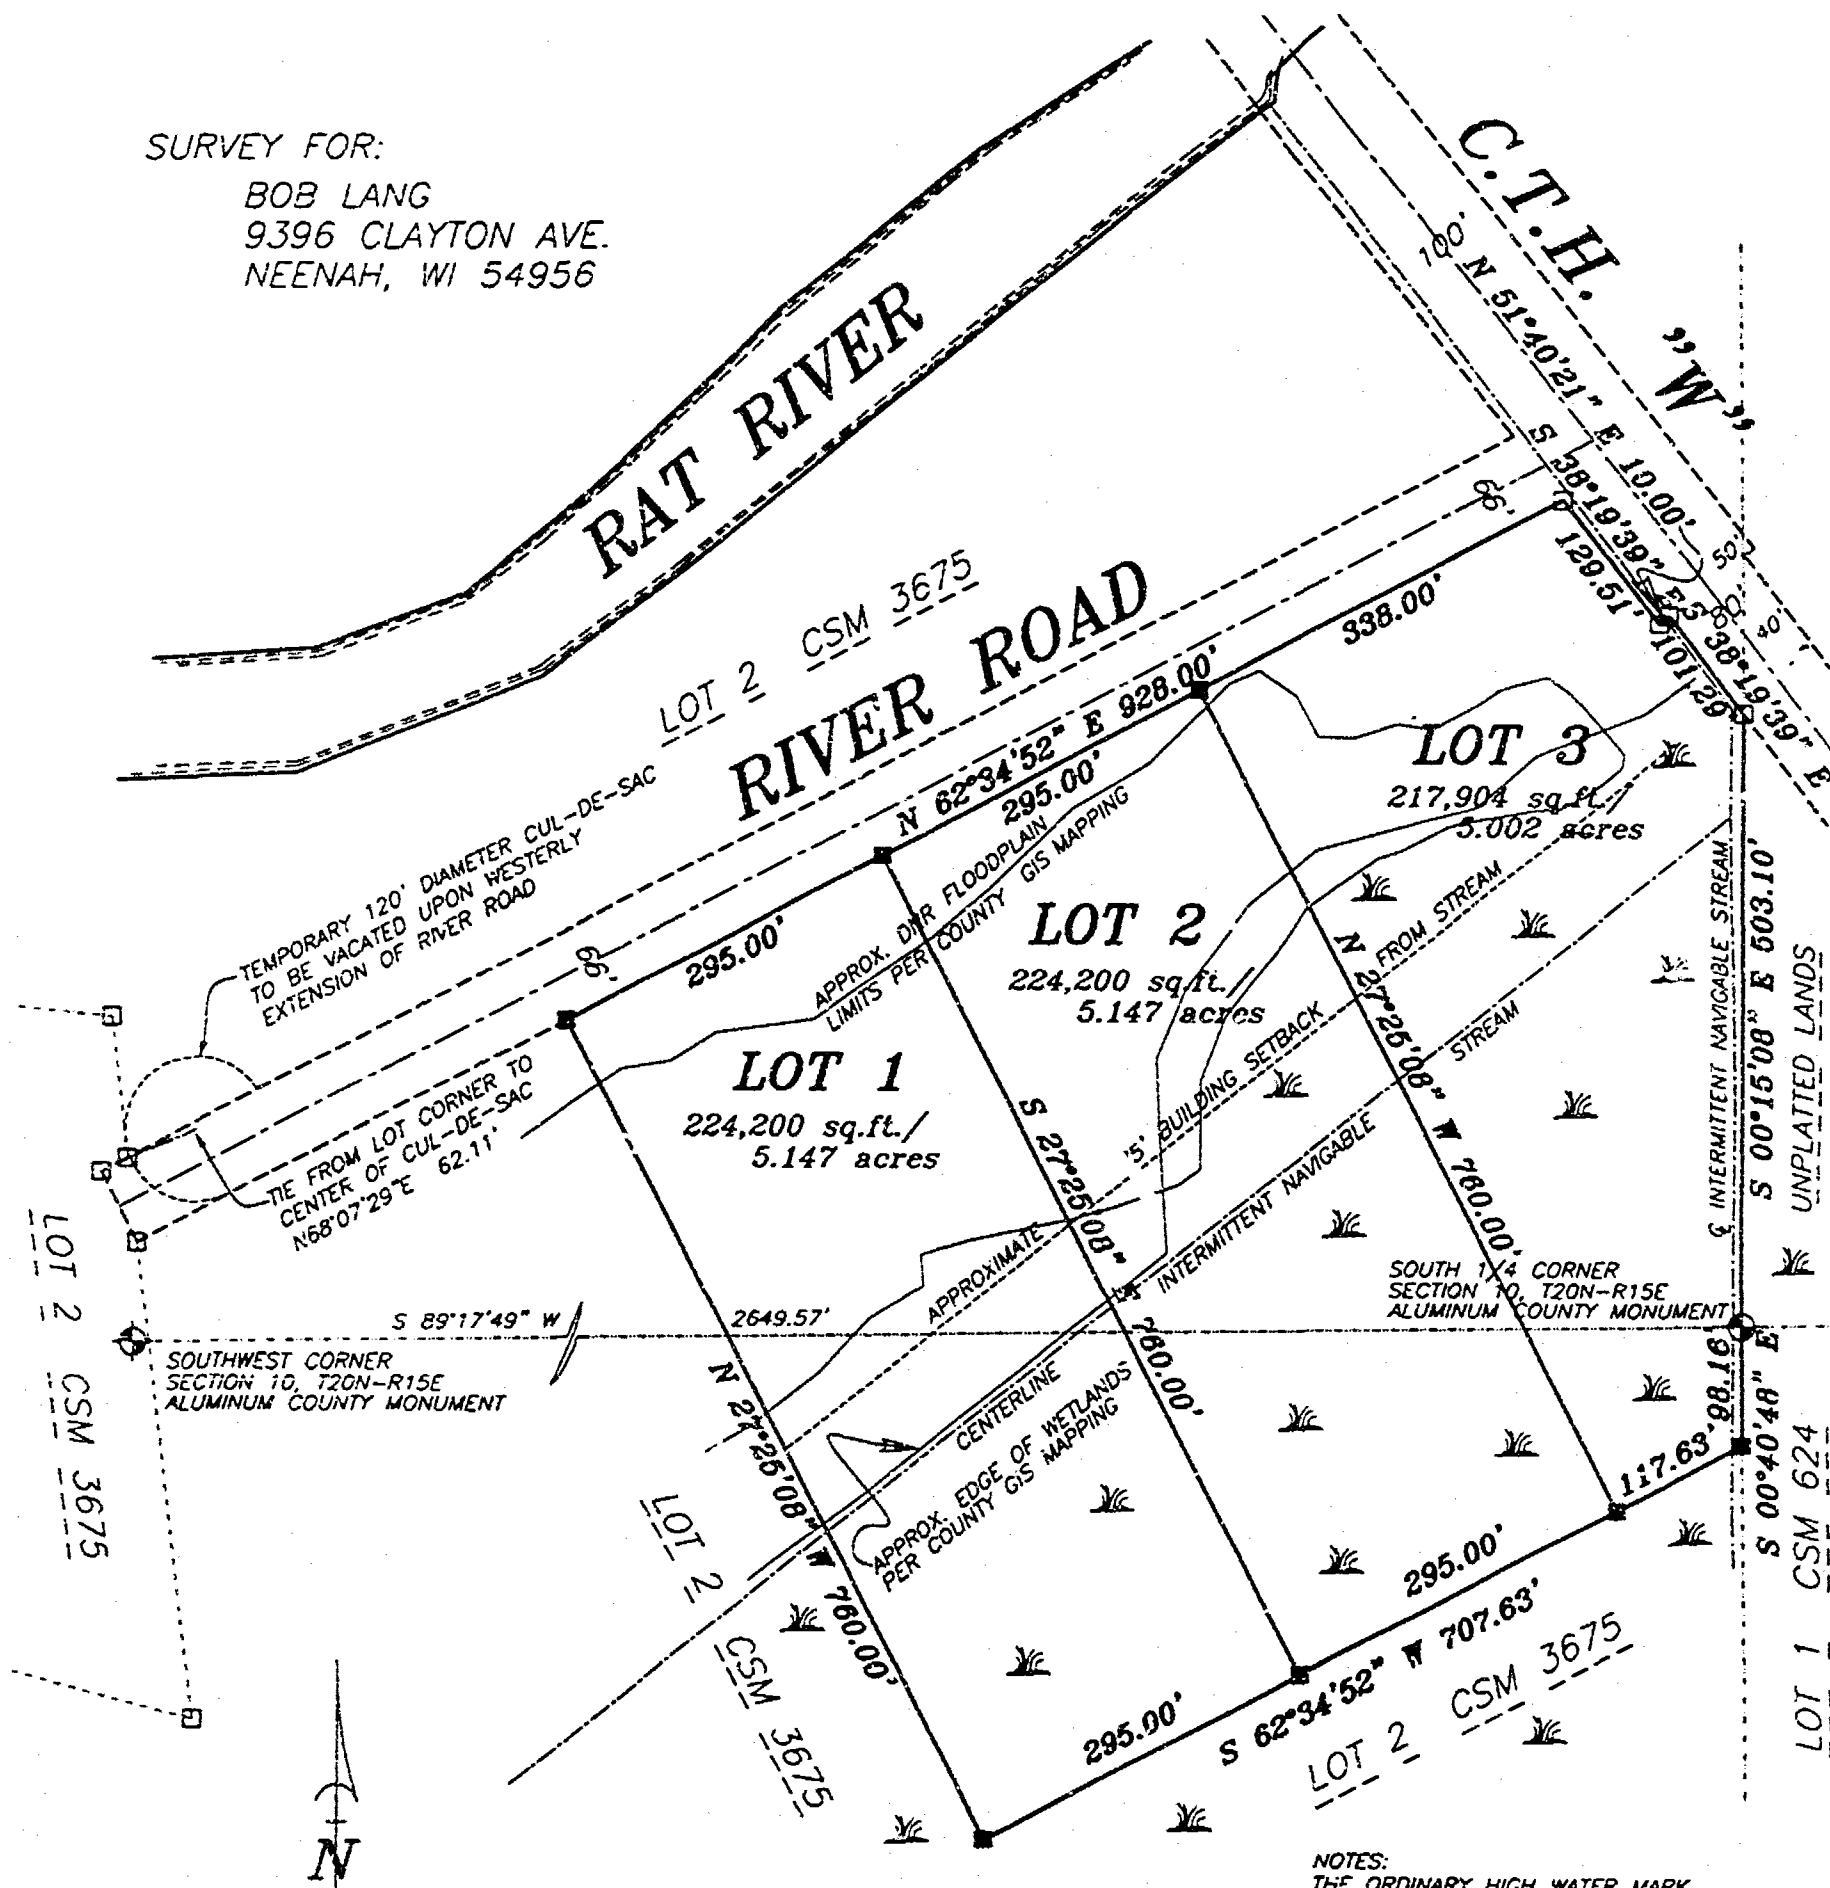 SURVEY FOR:
BOB LANG
9396 CLAYTON AVE.
NEENAH, WI 54956
RAT RIVER
C.T.H. "W"
100'
N 51°40'21" E 10.00'
S 38°19'39" E
129.51'
50'
60'
40'
S 38°19'39" E
101.29'
66'
LOT 2 CSM 3675
RIVER ROAD
338.00'
N 62°34'52" E 928.00'
295.00'
295.00'
66'
TEMPORARY 120' DIAMETER CUL-DE-SAC
TO BE VACATED UPON WESTERLY
EXTENSION OF RIVER ROAD
TIE FROM LOT CORNER TO
CENTER OF CUL-DE-SAC
N68°07'29"E 62.11'
APPROX. DNR FLOODPLAIN
LIMITS PER COUNTY GIS MAPPING
LOT 3
217,904 sq.ft./
5.002 acres
LOT 2
224,200 sq.ft./
5.147 acres
LOT 1
224,200 sq.ft./
5.147 acres
APPROXIMATE
75' BUILDING SETBACK
FROM STREAM
CENTERLINE
INTERMITTENT NAVIGABLE
STREAM
N 27°25'08" W 760.00'
S 27°25'08" E 760.00'
N 27°25'08" W 760.00'
℄ INTERMITTENT NAVIGABLE STREAM
S 00°15'08" E 503.10'
UNPLATTED LANDS
SOUTH 1/4 CORNER
SECTION 10, T20N-R15E
ALUMINUM COUNTY MONUMENT
S 89°17'49" W
2649.57'
SOUTHWEST CORNER
SECTION 10, T20N-R15E
ALUMINUM COUNTY MONUMENT
LOT 2 CSM 3675
APPROX. EDGE OF WETLANDS
PER COUNTY GIS MAPPING
LOT 2 CSM 3675
98.16'
S 00°40'48" E
117.63'
295.00'
295.00'
S 62°34'52" W 707.63'
LOT 2 CSM 3675
LOT 1 CSM 624
N
NOTES:
THE ORDINARY HIGH WATER MARK